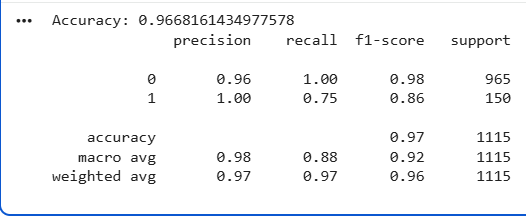 ••• Accuracy: 0.9668161434977578
precision recall f1-score support
0 0.96 1.00 0.98 965
1 1.00 0.75 0.86 150
accuracy 0.97 1115
macro avg 0.98 0.88 0.92 1115
weighted avg 0.97 0.97 0.96 1115